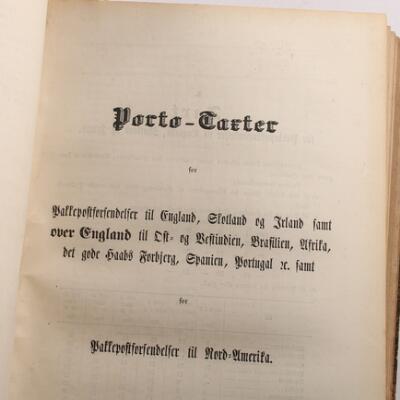 Porto-Taxter
for
Pakkepostforsendelser til England, Skotland og Irland samt
over England til Ost- og Vestindien, Brasilien, Afrika,
det gode Haabs Forbjerg, Spanien, Portugal ꝛc. samt
for
Pakkepostforsendelser til Nord-Amerika.